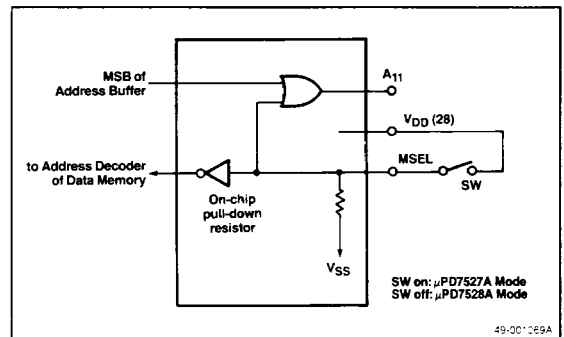 MSB of
Address Buffer
A11
VDD (28)
MSEL
to Address Decoder
of Data Memory
SW
On-chip
pull-down
resistor
VSS
SW on: μPD7527A Mode
SW off: μPD7528A Mode
49-001069A